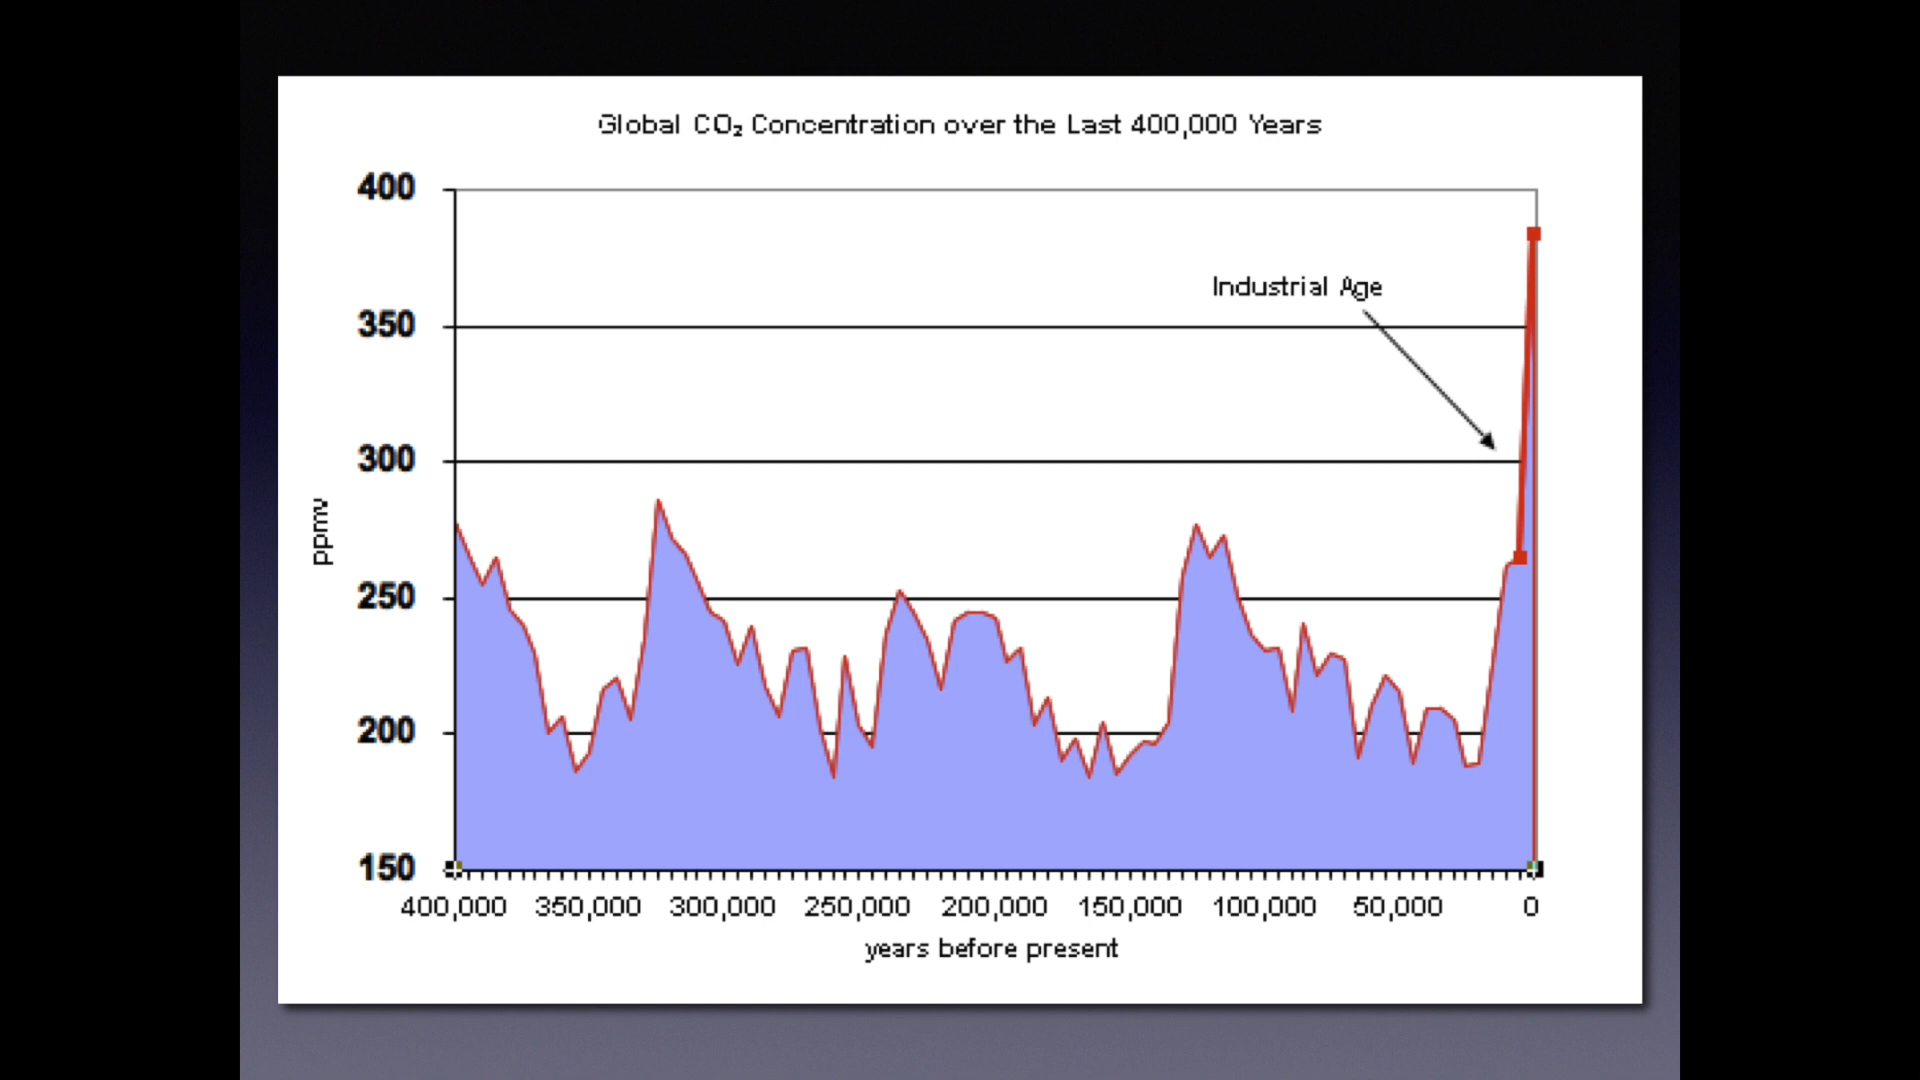 Global CO₂ Concentration over the Last 400,000 Years
400
Industrial Age
350
300
ppmv
250
200
150
400,000 350,000 300,000 250,000 200,000 150,000 100,000 50,000 0
years before present